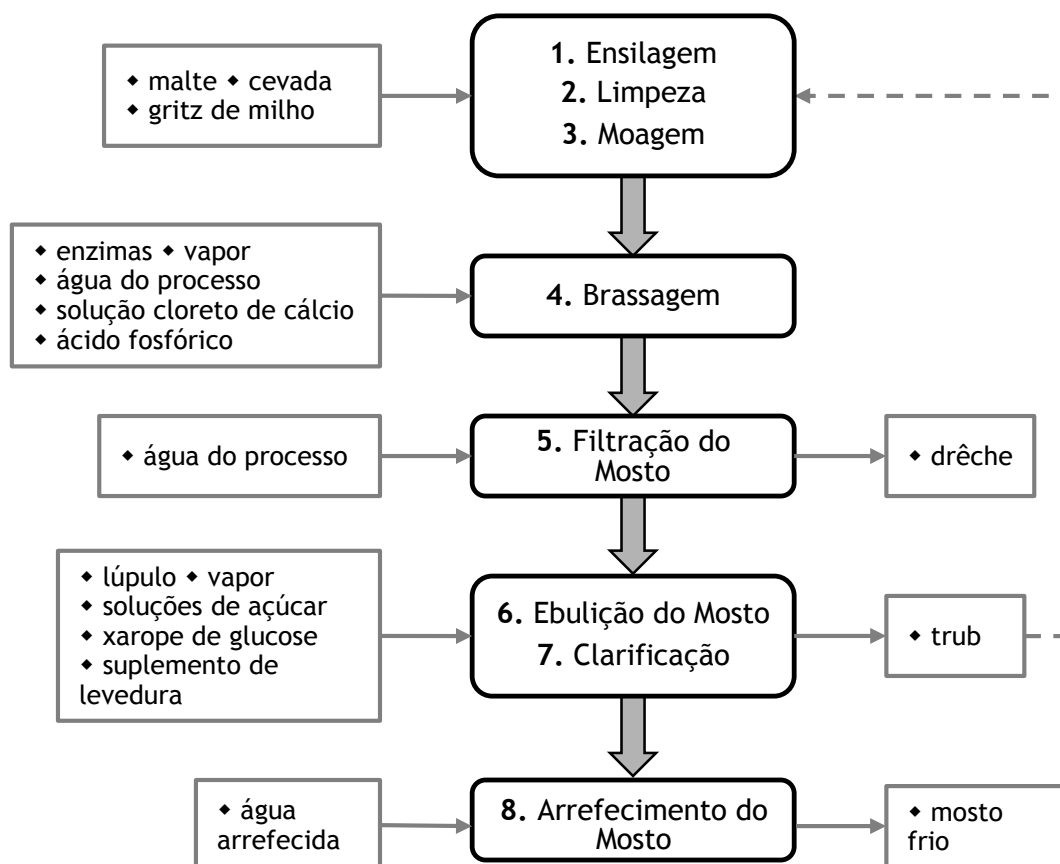 ◆ malte ◆ cevada
◆ gritz de milho
1. Ensilagem
2. Limpeza
3. Moagem
◆ enzimas ◆ vapor
◆ água do processo
◆ solução cloreto de cálcio
◆ ácido fosfórico
4. Brassagem
◆ água do processo
5. Filtração do
Mosto
◆ drêche
◆ lúpulo ◆ vapor
◆ soluções de açúcar
◆ xarope de glucose
◆ suplemento de
levedura
6. Ebulição do Mosto
7. Clarificação
◆ trub
◆ água
arrefecida
8. Arrefecimento do
Mosto
◆ mosto
frio